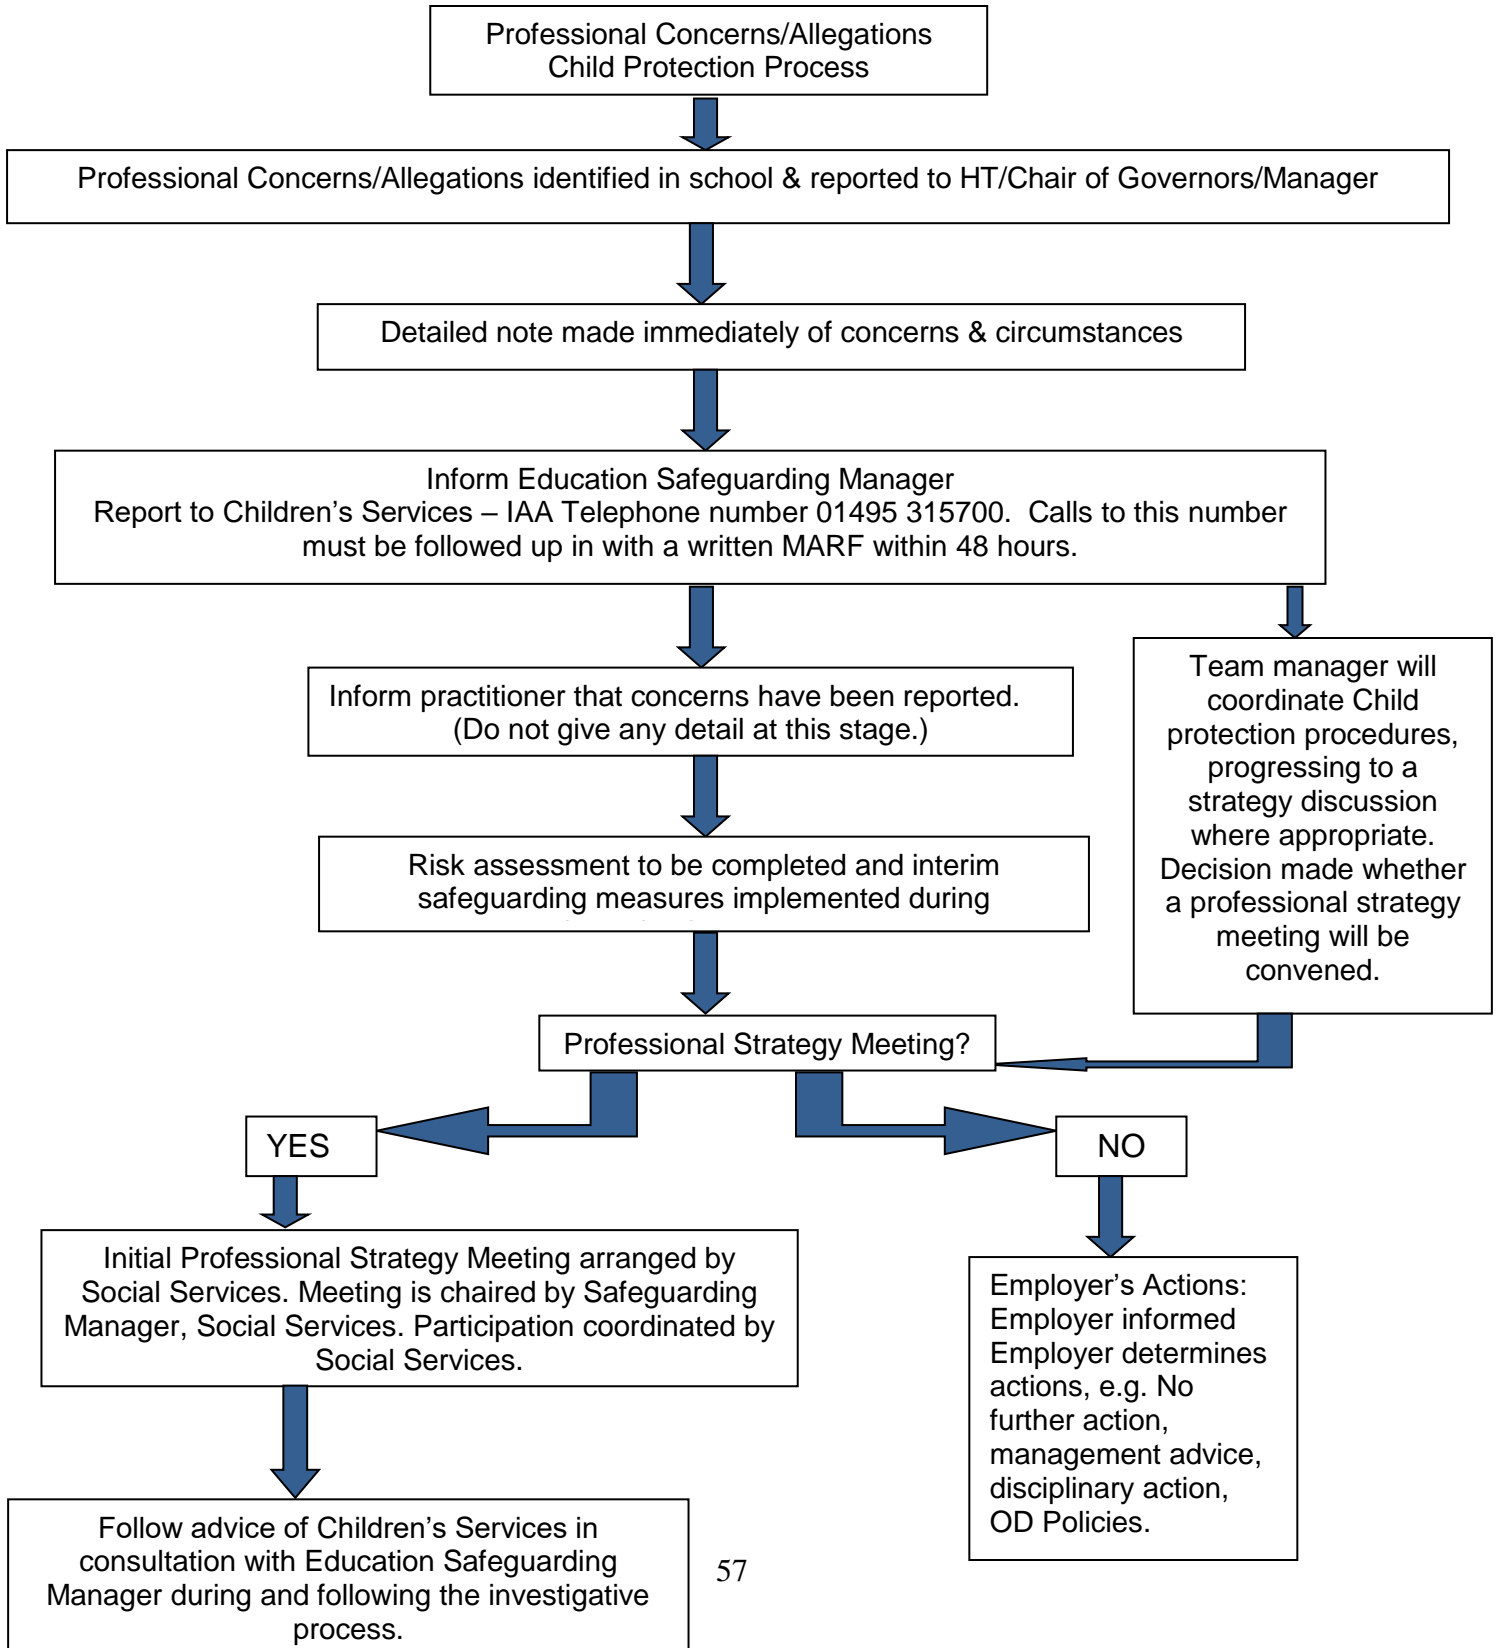 Professional Concerns/Allegations
Child Protection Process
Professional Concerns/Allegations identified in school & reported to HT/Chair of Governors/Manager
Detailed note made immediately of concerns & circumstances
Inform Education Safeguarding Manager
Report to Children’s Services – IAA Telephone number 01495 315700.  Calls to this number
must be followed up in with a written MARF within 48 hours.
Inform practitioner that concerns have been reported.
(Do not give any detail at this stage.)
Team manager will
coordinate Child
protection procedures,
progressing to a
strategy discussion
where appropriate.
Decision made whether
a professional strategy
meeting will be
convened.
Risk assessment to be completed and interim
safeguarding measures implemented during
Professional Strategy Meeting?
YES
NO
Initial Professional Strategy Meeting arranged by
Social Services. Meeting is chaired by Safeguarding
Manager, Social Services. Participation coordinated by
Social Services.
Employer’s Actions:
Employer informed
Employer determines
actions, e.g. No
further action,
management advice,
disciplinary action,
OD Policies.
Follow advice of Children’s Services in
consultation with Education Safeguarding
Manager during and following the investigative
process.
57